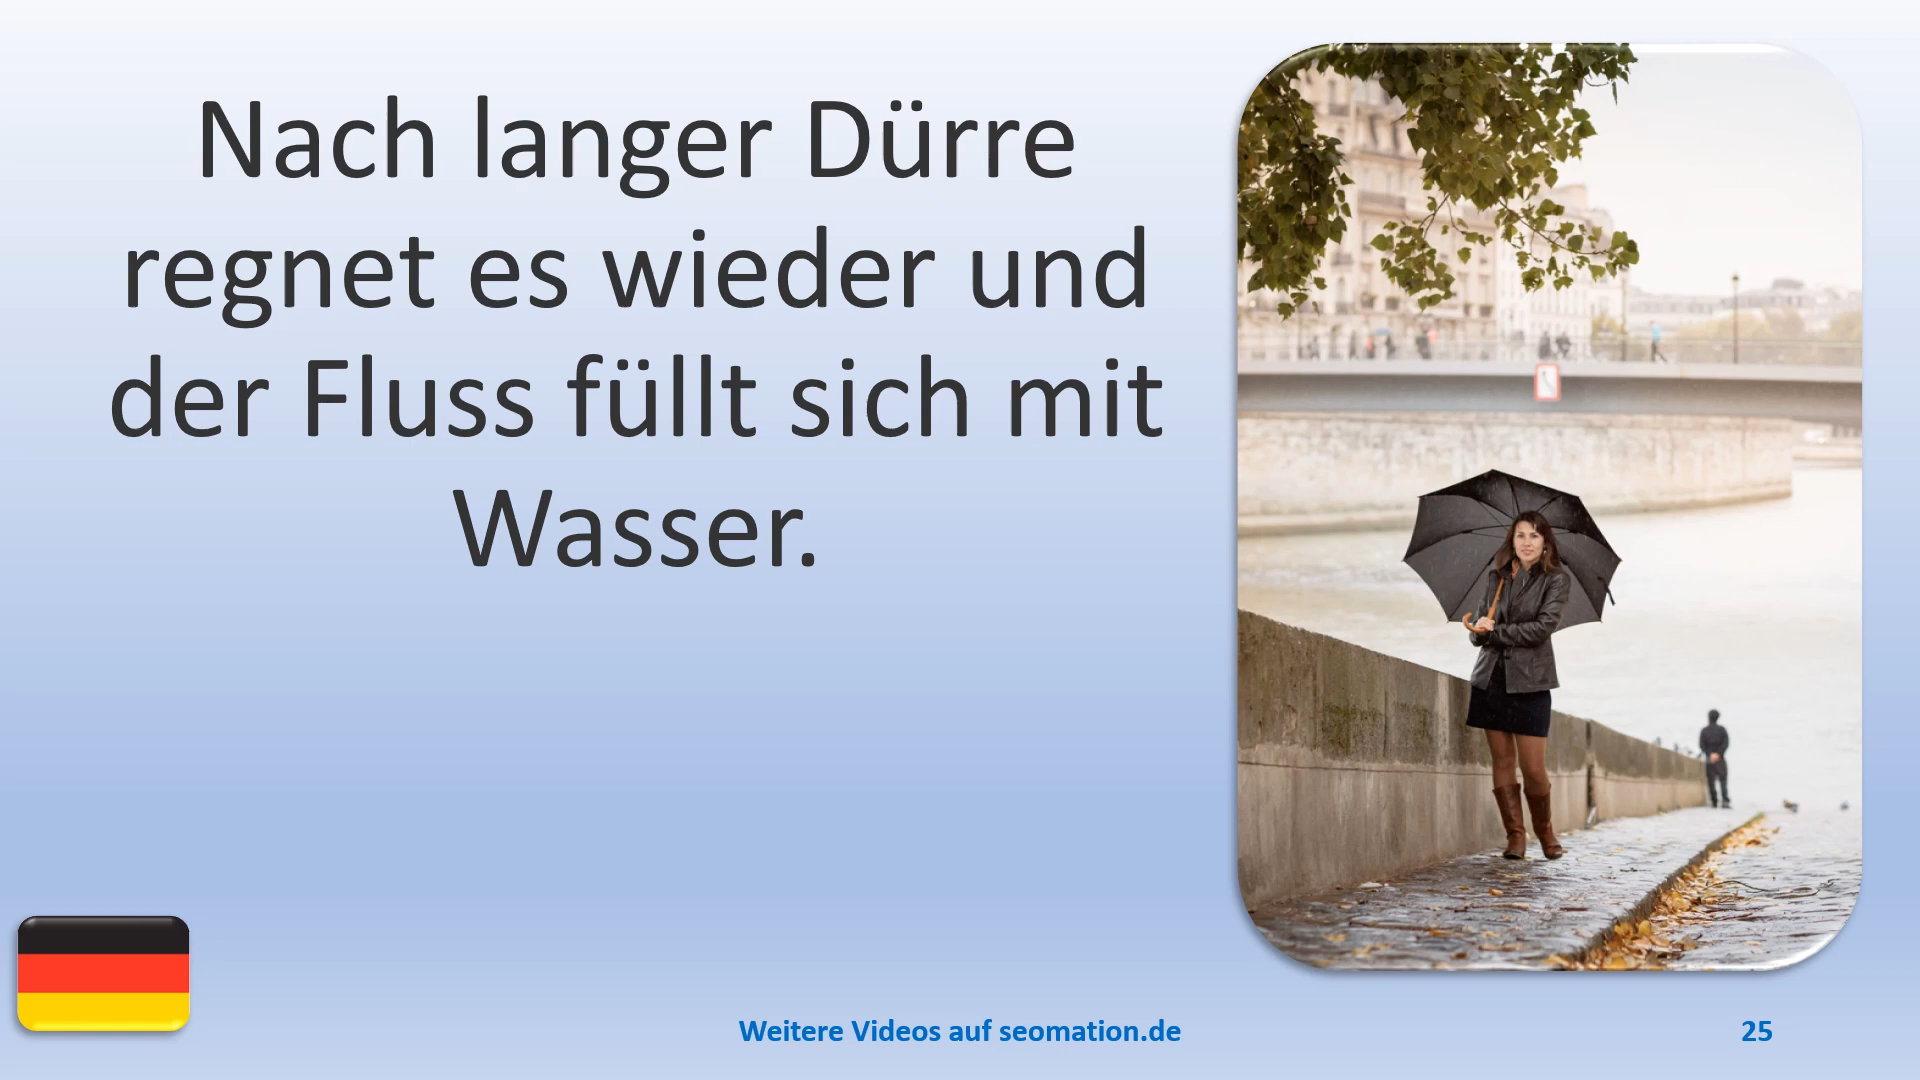 Nach langer Dürre
regnet es wieder und
der Fluss füllt sich mit
Wasser.
Weitere Videos auf seomation.de
25